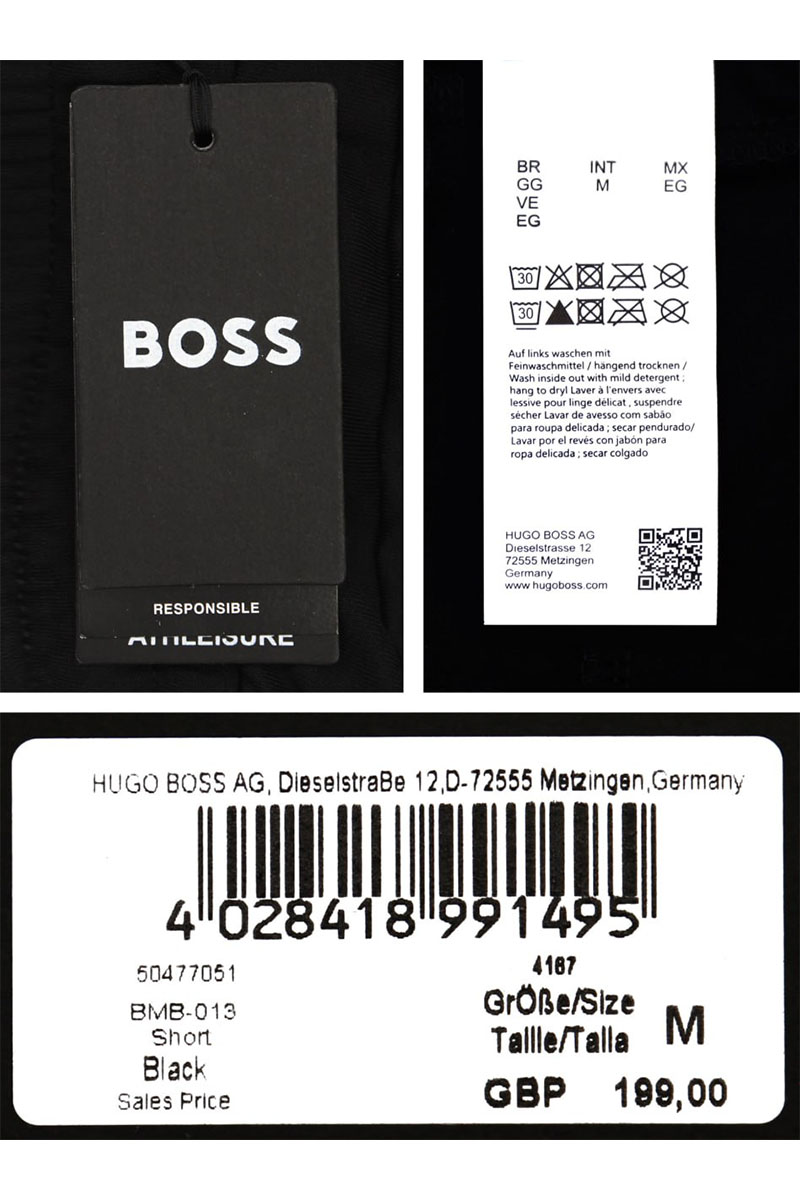 BOSS
RESPONSIBLE
ATHLEISURE
BR INT MX
GG M EG
VE
EG
30
30
Auf links waschen mit
Feinwaschmittel / hängend trocknen /
Wash inside out with mild detergent ;
hang to dryl Laver à l'envers avec
lessive pour linge délicat , suspendre
sécher Lavar de avesso com sabão
para roupa delicada ; secar pendurado/
Lavar por el revés con jabón para
ropa delicada ; secar colgado
HUGO BOSS AG
Dieselstrasse 12
72555 Metzingen
Germany
www.hugoboss.com
HUGO BOSS AG, DieselstraBe 12,D-72555 Metzingen,Germany
4 028418 991495
50477051
4167
BMB-013
Short
Black
Sales Price
GrÖße/Size
Taille/Talla
M
GBP 199,00